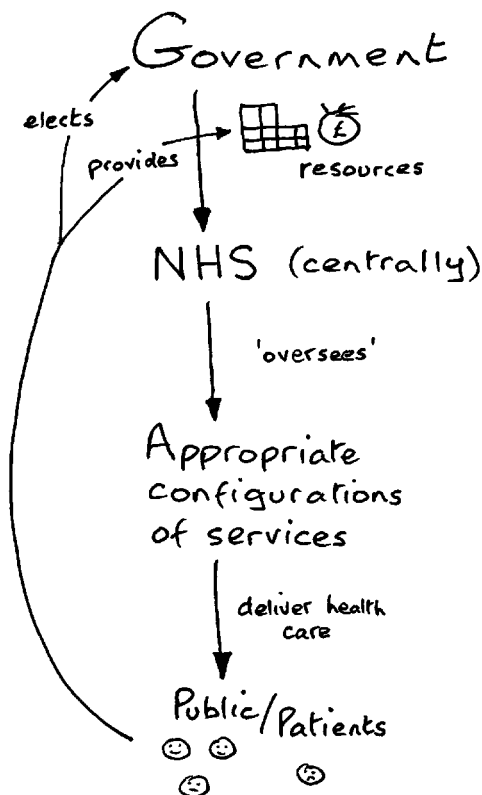 Government
elects
provides
£
resources
NHS (centrally)
'oversees'
Appropriate
configurations
of services
deliver health
care
Public/Patients